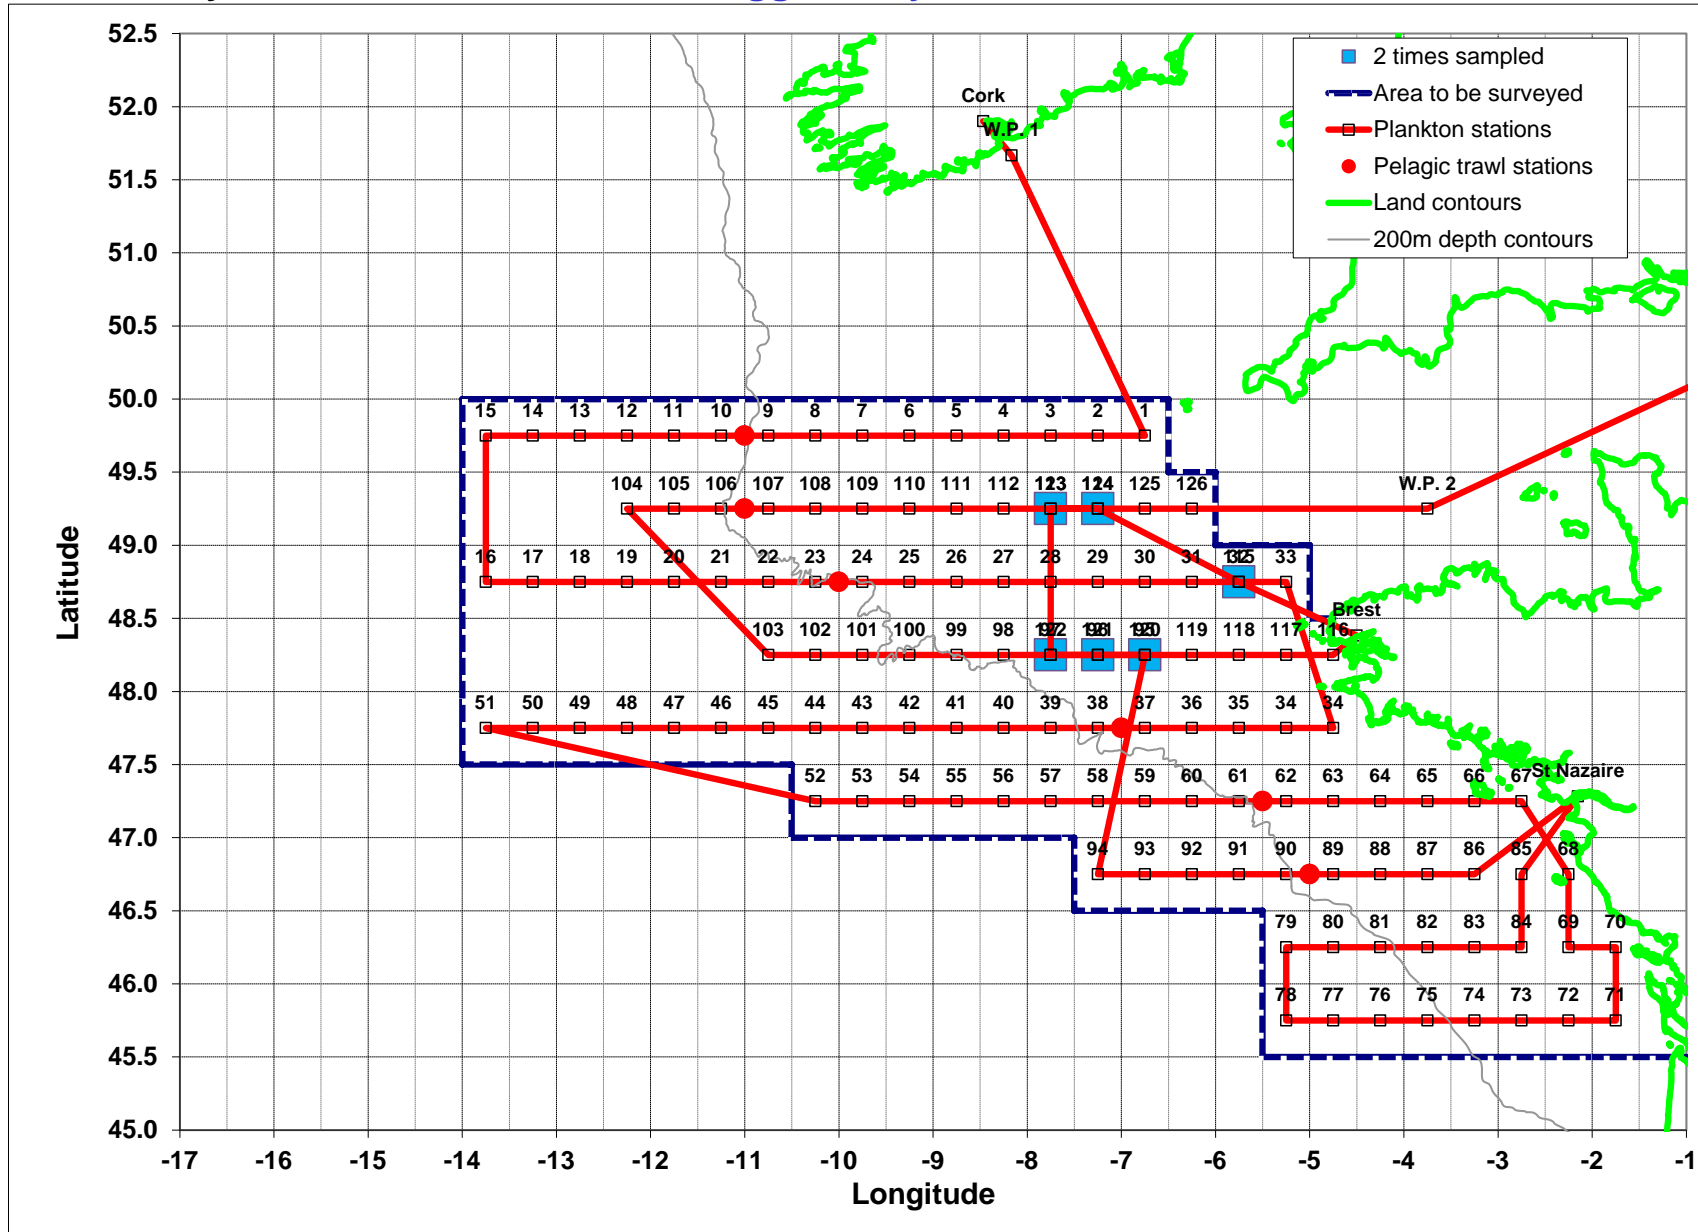 52.5
52.0
51.5
51.0
50.5
50.0
49.5
49.0
48.5
48.0
47.5
47.0
46.5
46.0
45.5
45.0
Latitude
2 times sampled
Area to be surveyed
Plankton stations
Pelagic trawl stations
Land contours
200m depth contours
Cork
W.P. 1
15 14 13 12 11 10 9 8 7 6 5 4 3 2 1
104 105 106 107 108 109 110 111 112 125 126 W.P. 2
16 17 18 19 20 21 22 23 24 25 26 27 28 29 30 31 33
Brest
103 102 101 100 99 98 119 118 117 116
51 50 49 48 47 46 45 44 43 42 41 40 39 38 37 36 35 34 34
52 53 54 55 56 57 58 59 60 61 62 63 64 65 66 67 St Nazaire
94 93 92 91 90 89 88 87 86 85 68
79 80 81 82 83 84 69 70
78 77 76 75 74 73 72 71
-17 -16 -15 -14 -13 -12 -11 -10 -9 -8 -7 -6 -5 -4 -3 -2 -1
Longitude